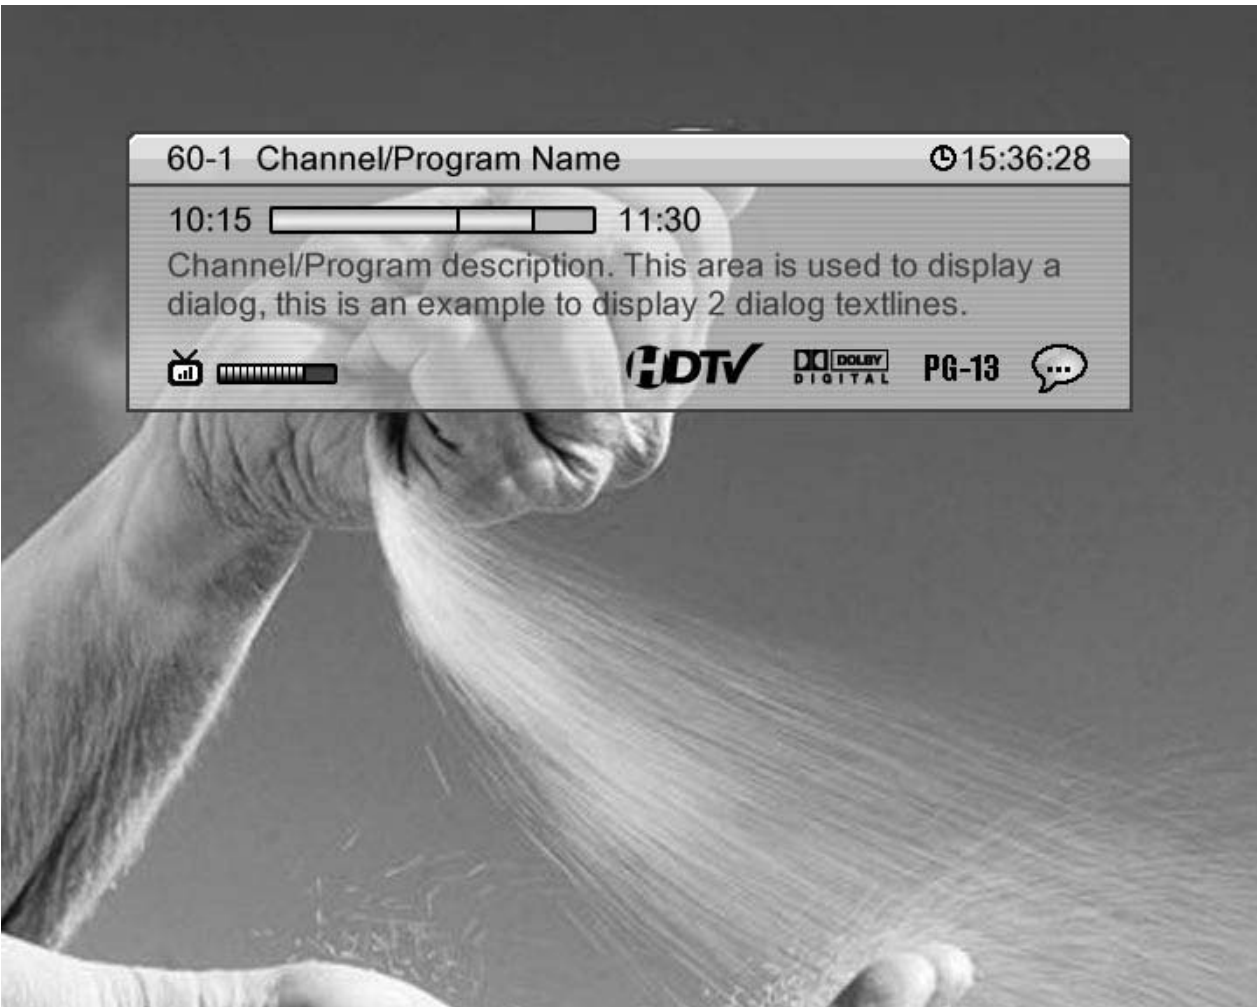 60-1 Channel/Program Name 15:36:28
10:15 11:30
Channel/Program description. This area is used to display a
dialog, this is an example to display 2 dialog textlines.
HDTV DOLBY DIGITAL PG-13 ...